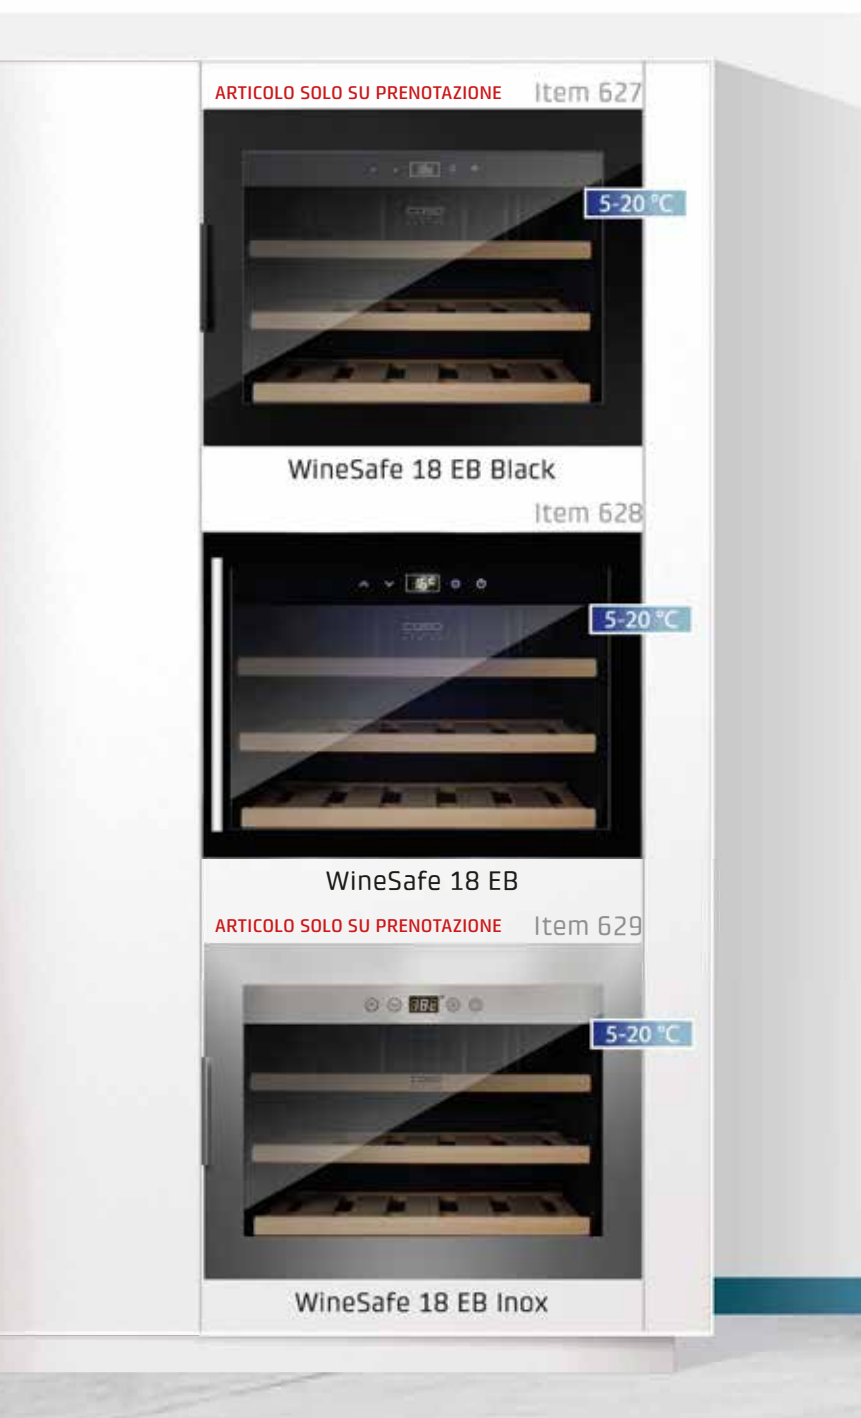 ARTICOLO SOLO SU PRENOTAZIONE Item 627
5-20 °C
WineSafe 18 EB Black
Item 628
5-20 °C
WineSafe 18 EB
ARTICOLO SOLO SU PRENOTAZIONE Item 629
5-20 °C
WineSafe 18 EB Inox